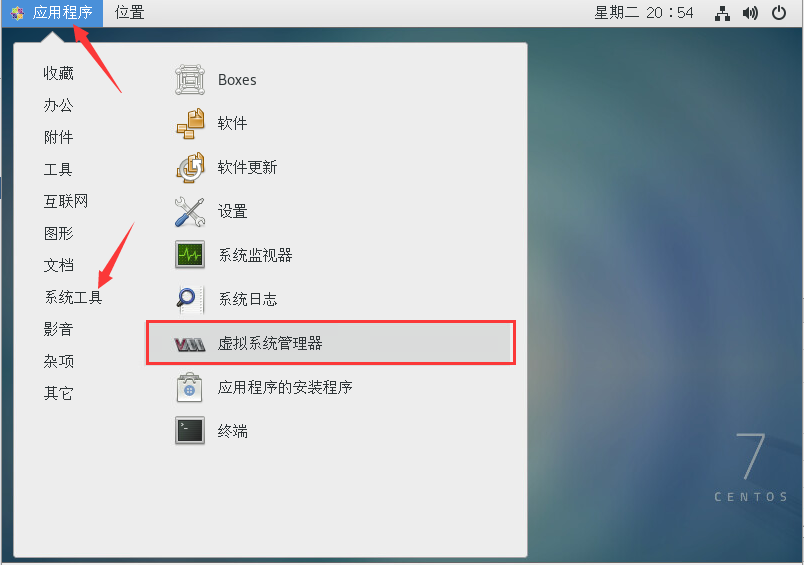 应用程序 位置 星期二 20：54
收藏
办公
附件
工具
互联网
图形
文档
系统工具
影音
杂项
其它
Boxes
软件
软件更新
设置
系统监视器
系统日志
虚拟系统管理器
应用程序的安装程序
终端
7
CENTOS